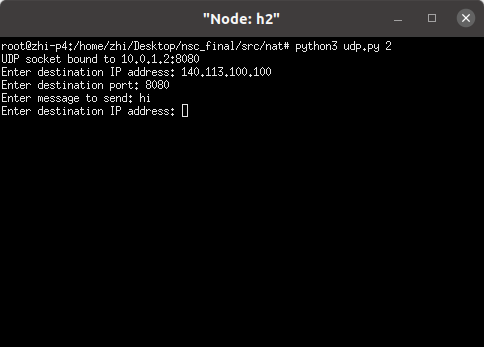 "Node: h2"
root@zhi-p4:/home/zhi/Desktop/nsc_final/src/nat# python3 udp.py 2
UDP socket bound to 10.0.1.2:8080
Enter destination IP address: 140.113.100.100
Enter destination port: 8080
Enter message to send: hi
Enter destination IP address: